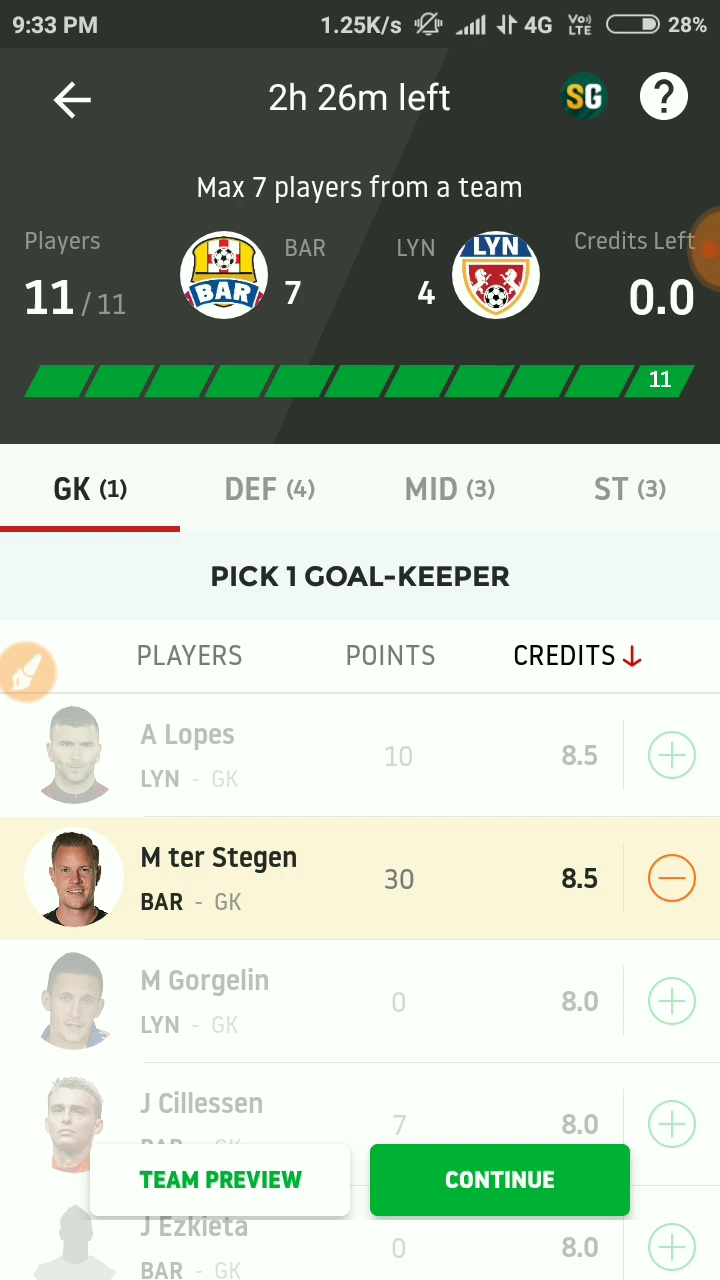 9:33 PM 1.25K/s 4G Vo) LTE 28%
2h 26m left SG ?
Max 7 players from a team
Players BAR LYN Credits Left
11 / 11 BAR 7 4 LYN 0.0
11
GK (1) DEF (4) MID (3) ST (3)
PICK 1 GOAL-KEEPER
PLAYERS POINTS CREDITS
A Lopes 10 8.5
LYN - GK
M ter Stegen 30 8.5
BAR - GK
M Gorgelin 0 8.0
LYN - GK
J Cillessen 7 8.0
BAR - GK
TEAM PREVIEW CONTINUE
J Ezkieta 0 8.0
BAR - GK